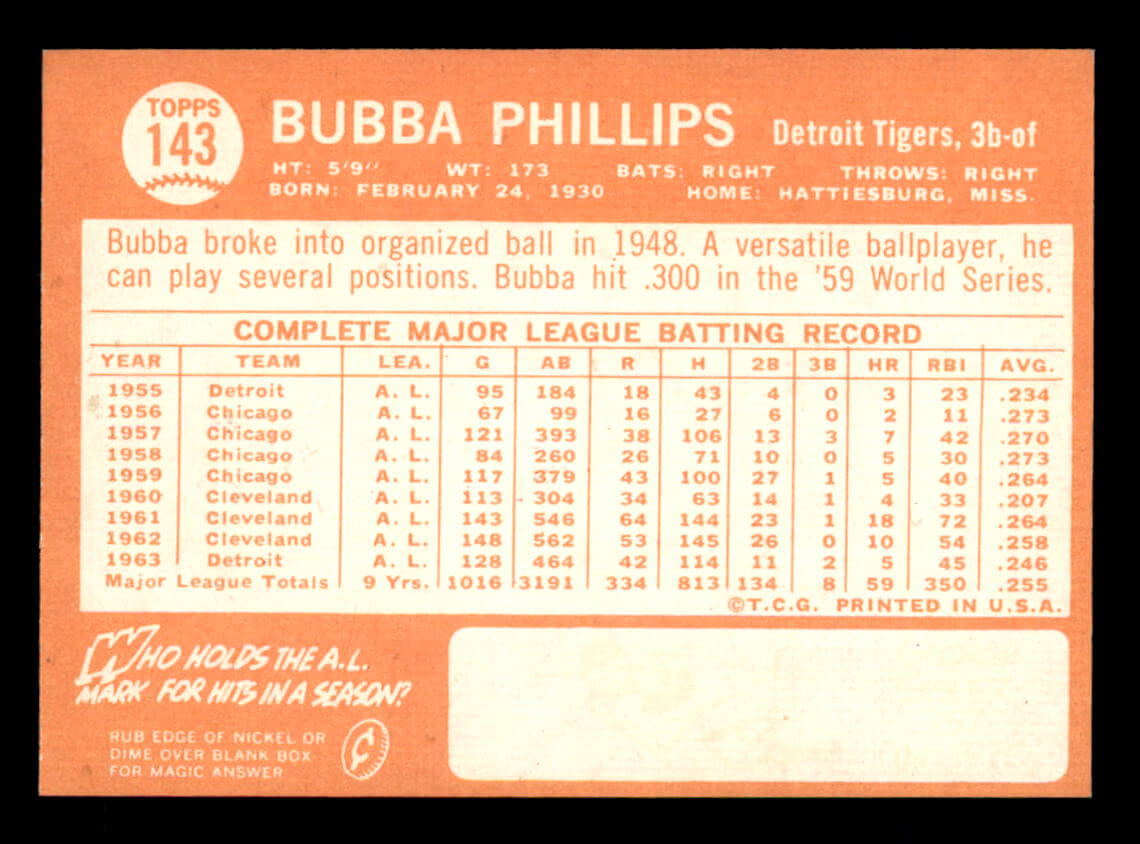 TOPPS
143
BUBBA PHILLIPS Detroit Tigers, 3b-of
HT: 5'9" WT: 173 BATS: RIGHT THROWS: RIGHT
BORN: FEBRUARY 24, 1930 HOME: HATTIESBURG, MISS.
Bubba broke into organized ball in 1948. A versatile ballplayer, he
can play several positions. Bubba hit .300 in the '59 World Series.
COMPLETE MAJOR LEAGUE BATTING RECORD
YEAR TEAM LEA. G AB R H 2B 3B HR RBI AVG.
1955 Detroit A. L. 95 184 18 43 4 0 3 23 .234
1956 Chicago A. L. 67 99 16 27 6 0 2 11 .273
1957 Chicago A. L. 121 393 38 106 13 3 7 42 .270
1958 Chicago A. L. 84 260 26 71 10 0 5 30 .273
1959 Chicago A. L. 117 379 43 100 27 1 5 40 .264
1960 Cleveland A. L. 113 304 34 63 14 1 4 33 .207
1961 Cleveland A. L. 143 546 64 144 23 1 18 72 .264
1962 Cleveland A. L. 148 562 53 145 26 0 10 54 .258
1963 Detroit A. L. 128 464 42 114 11 2 5 45 .246
Major League Totals 9 Yrs. 1016 3191 334 813 134 8 59 350 .255
©T.C.G. PRINTED IN U.S.A.
WHO HOLDS THE A.L.
MARK FOR HITS IN A SEASON?
RUB EDGE OF NICKEL OR
DIME OVER BLANK BOX
FOR MAGIC ANSWER
¢